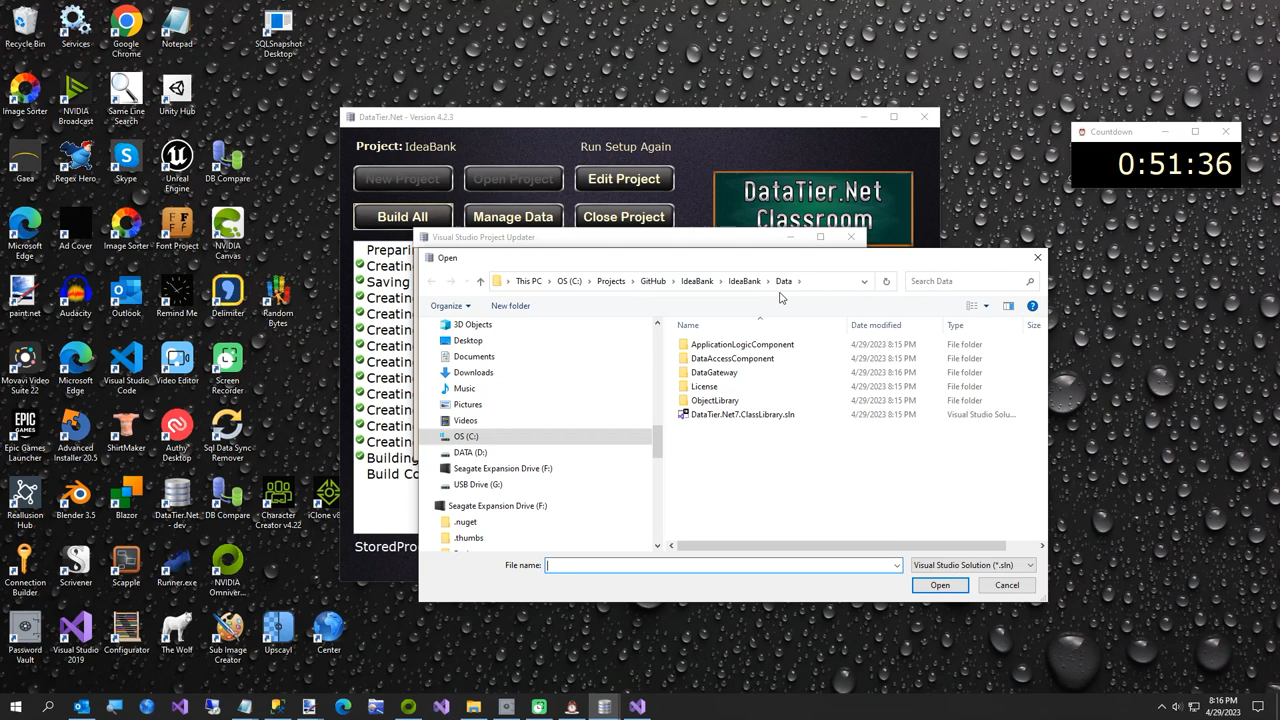 Recycle Bin
Services
Google Chrome
Notepad
SQLSnapshot Desktop
Image Sorter
NVIDIA Broadcast
Same Line Search
Unity Hub
Gaea
Regex Hero
Skype
Unreal Engine
DB Compare
Microsoft Edge
Ad Cover
Image Sorter
Font Project
NVIDIA Canvas
paint.net
Audacity
Outlook
Remind Me
Delimiter
Random Bytes
Movavi Video Suite 22
Microsoft Edge
Visual Studio Code
Video Editor
Screen Recorder
Epic Games Launcher
Advanced Installer 20.5
ShirtMaker
Authy Desktop
Sql Data Sync Remover
Reallusion Hub
Blender 3.5
Blazor
DataTier.Net - dev
DB Compare
Character Creator v4.22
iClone v8
Connection Builder
Scrivener
Scapple
Runner.exe
NVIDIA Omniver...
Password Vault
Visual Studio 2019
Configurator
The Wolf
Sub Image Creator
Upscayl
Center
DataTier.Net - Version 4.2.3
Project: IdeaBank
Run Setup Again
New Project
Open Project
Edit Project
Build All
Manage Data
Close Project
DataTier.Net
Classroom
Prepari
Creating
Saving
Creating
Creating
Creating
Creating
Creating
Creating
Creating
Creating
Creating
Creating
Building
Build Co
StoredPro
Visual Studio Project Updater
Open
This PC
OS (C:)
Projects
GitHub
IdeaBank
IdeaBank
Data
Search Data
Organize
New folder
3D Objects
Desktop
Documents
Downloads
Music
Pictures
Videos
OS (C:)
DATA (D:)
Seagate Expansion Drive (F:)
USB Drive (G:)
Seagate Expansion Drive (F:)
.nuget
.thumbs
Name Date modified Type Size
ApplicationLogicComponent 4/29/2023 8:15 PM File folder
DataAccessComponent 4/29/2023 8:15 PM File folder
DataGateway 4/29/2023 8:16 PM File folder
License 4/29/2023 8:15 PM File folder
ObjectLibrary 4/29/2023 8:15 PM File folder
DataTier.Net7.ClassLibrary.sln 4/29/2023 8:15 PM Visual Studio Solu...
File name:
Visual Studio Solution (*.sln)
Open
Cancel
Countdown
0:51:36
8:16 PM
4/29/2023